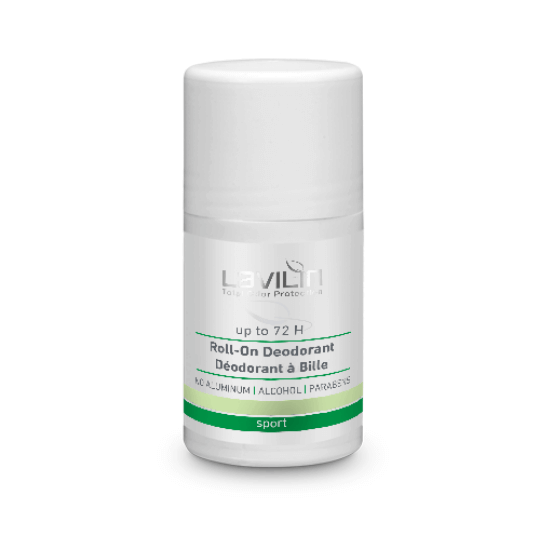 LaVILIN
up to 72 H
Roll-On Deodorant
Déodorant à Bille
NO ALUMINUM | ALCOHOL | PARABENS
sport